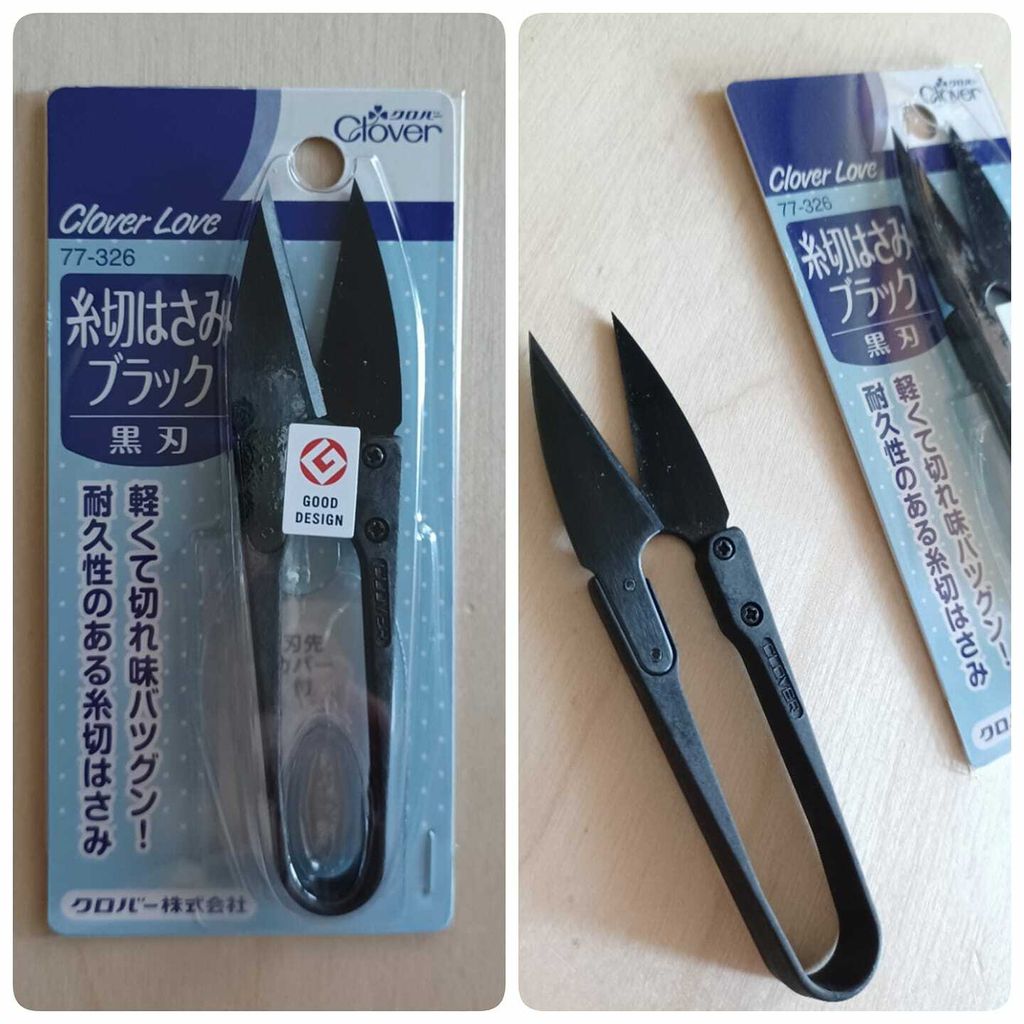 クロバー
Clover
Clover Love
77-326
糸切はさみ
ブラック
黒刃
軽くて切れ味バツグン！
耐久性のある糸切はさみ
GOOD
DESIGN
CLOVER
刃先
カバー
付
クロバー株式会社
クロバー
Clover
Clover Love
77-326
糸切はさみ
ブラック
黒刃
軽くて切れ味バツグン！
耐久性のある糸切はさみ
CLOVER
クロ